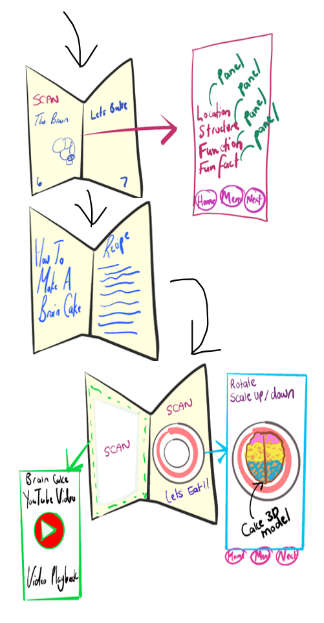 SCAN
The Brain
6
Lets Bake
7
Panel
Panel
Panel
Panel
Location
Structure
Function
Fun fact
Home
Menu
Next
How To
Make A
Brain Cake
Recipe
SCAN
SCAN
Lets Eat!!
Brain Cake
YouTube Video
Video Playback
Rotate
Scale up/down
Cake 3D
model
Home
Menu
Next